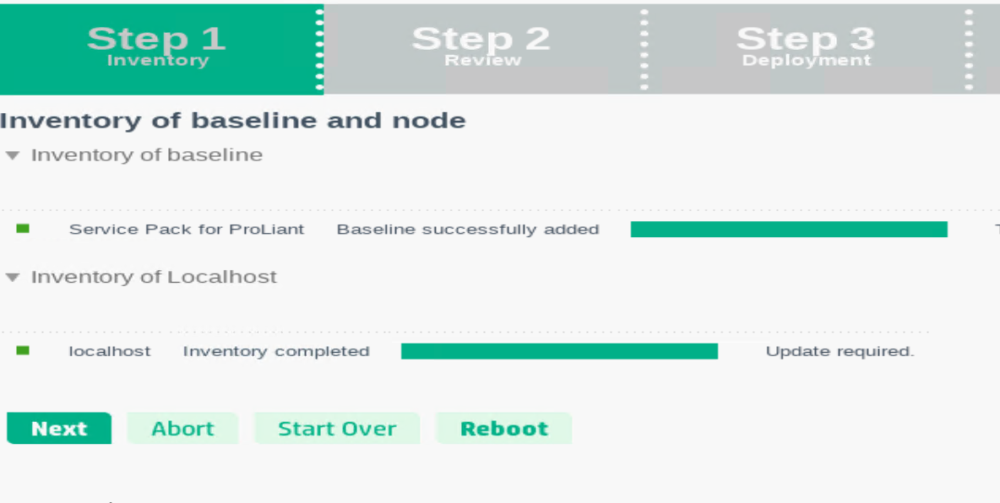 Step 1
Inventory
Step 2
Review
Step 3
Deployment
Inventory of baseline and node
Inventory of baseline
Service Pack for ProLiant Baseline successfully added
Inventory of Localhost
localhost Inventory completed Update required.
Next Abort Start Over Reboot